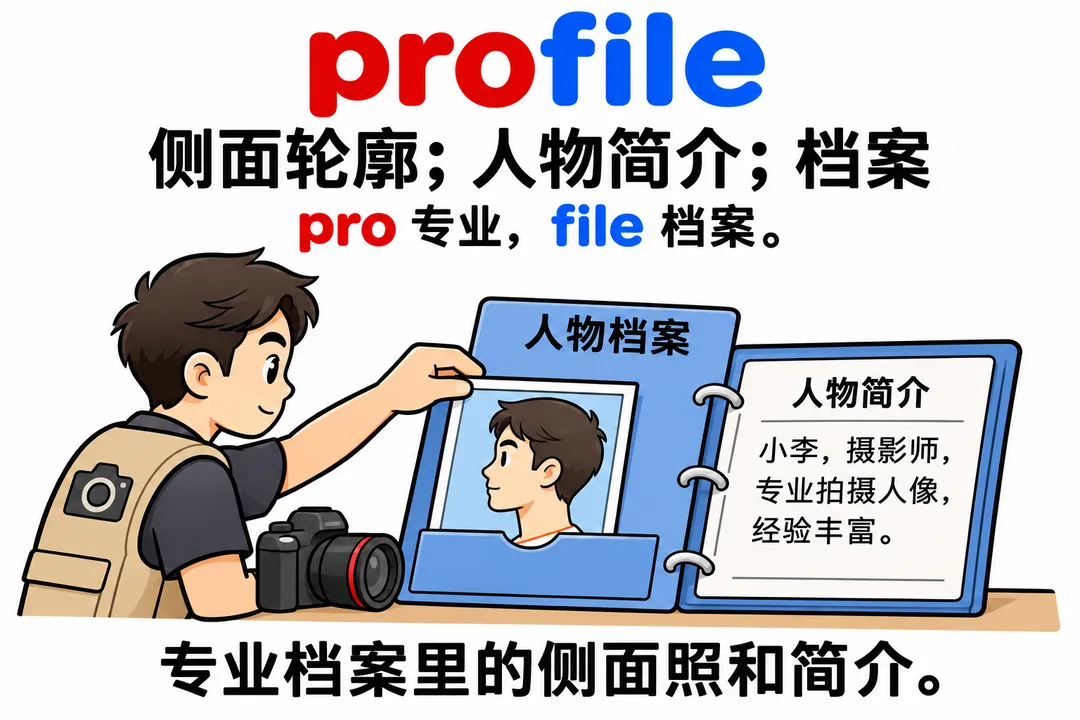 profile
侧面轮廓；人物简介；档案
pro 专业，file 档案。
人物档案
人物简介
小李，摄影师，
专业拍摄人像，
经验丰富。
专业档案里的侧面照和简介。